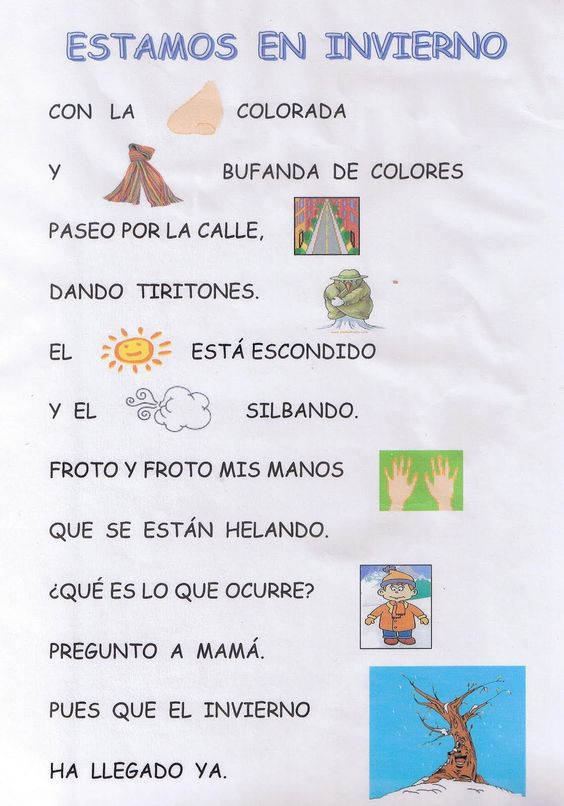 ESTAMOS EN INVIERNO
CON LA COLORADA
Y BUFANDA DE COLORES
PASEO POR LA CALLE,
DANDO TIRITONES.
EL ESTÁ ESCONDIDO
Y EL SILBANDO.
FROTO Y FROTO MIS MANOS
QUE SE ESTÁN HELANDO.
¿QUÉ ES LO QUE OCURRE?
PREGUNTO A MAMÁ.
PUES QUE EL INVIERNO
HA LLEGADO YA.